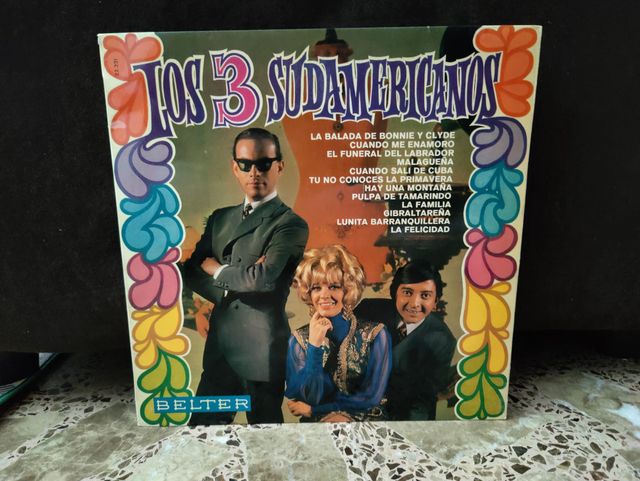 LOS 3 SUDAMERICANOS
LA BALADA DE BONNIE Y CLYDE
CUANDO ME ENAMORO
EL FUNERAL DEL LABRADOR
MALAGUEÑA
CUANDO SALI DE CUBA
TU NO CONOCES LA PRIMAVERA
HAY UNA MONTAÑA
PULPA DE TAMARINDO
LA FAMILIA
GIBRALTAREÑA
LUNITA BARRANQUILLERA
LA FELICIDAD
BELTER